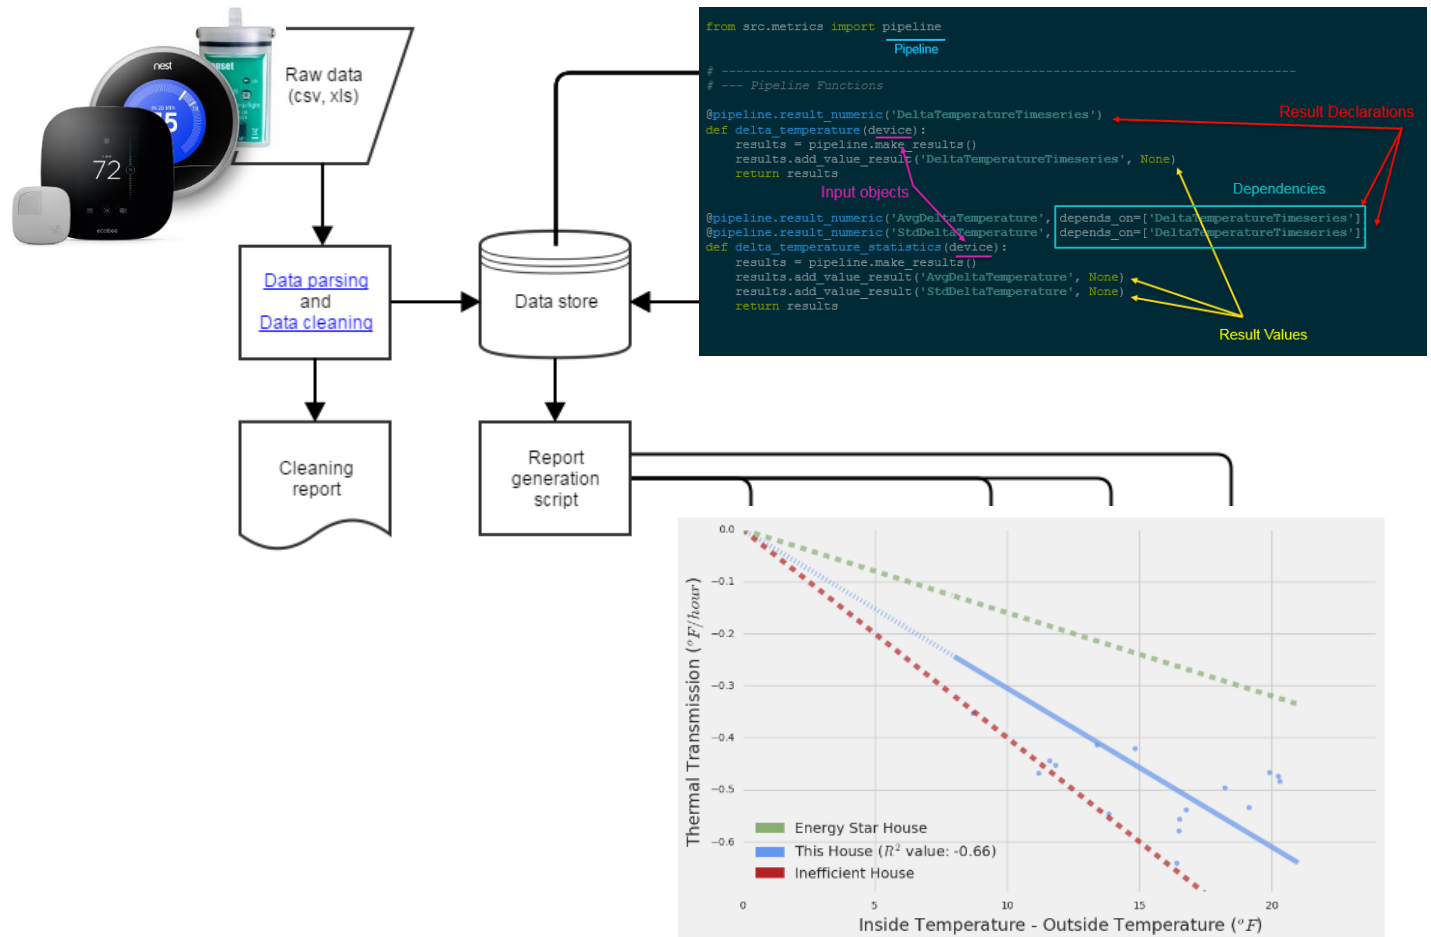 nest
72
ecobee
Raw data
(csv, xls)
Data parsing
and
Data cleaning
Data store
Cleaning
report
Report
generation
script
from src.metrics import pipeline
Pipeline
# ------------------------------------------------------------------------------
# --- Pipeline Functions
@pipeline.result_numeric('DeltaTemperatureTimeseries')
Result Declarations
def delta_temperature(device):
results = pipeline.make_results()
results.add_value_result('DeltaTemperatureTimeseries', None)
return results
Input objects
Dependencies
@pipeline.result_numeric('AvgDeltaTemperature', depends_on=['DeltaTemperatureTimeseries']
@pipeline.result_numeric('StdDeltaTemperature', depends_on=['DeltaTemperatureTimeseries']
def delta_temperature_statistics(device):
results = pipeline.make_results()
results.add_value_result('AvgDeltaTemperature', None)
results.add_value_result('StdDeltaTemperature', None)
return results
Result Values
0.0
−0.1
−0.2
−0.3
−0.4
−0.5
−0.6
Thermal Transmission (°F/hour)
Energy Star House
This House (R² value: -0.66)
Inefficient House
0 5 10 15 20
Inside Temperature - Outside Temperature (°F)